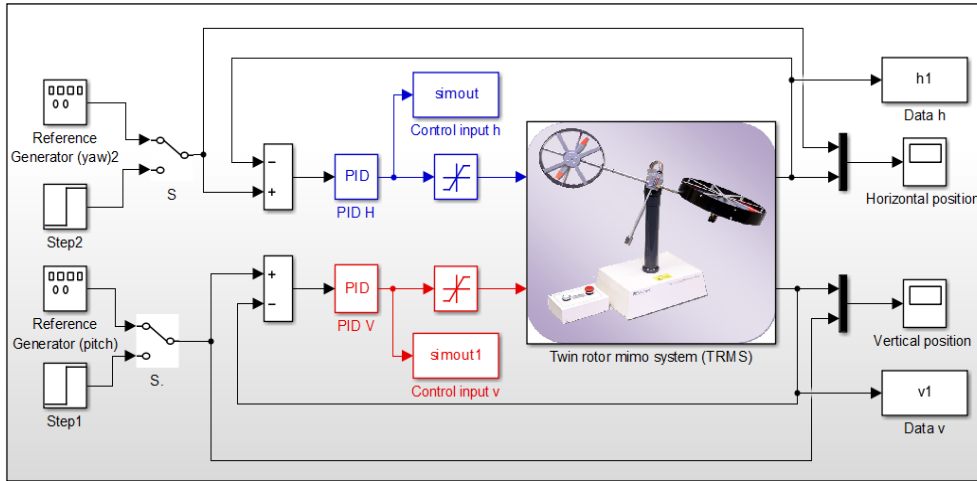 simout
Control input h
h1
Data h
Reference
Generator (yaw)2
S
−
+
PID
PID H
Horizontal position
Step2
Reference
Generator (pitch)
S.
+
−
PID
PID V
Twin rotor mimo system (TRMS)
Vertical position
Step1
simout1
Control input v
v1
Data v